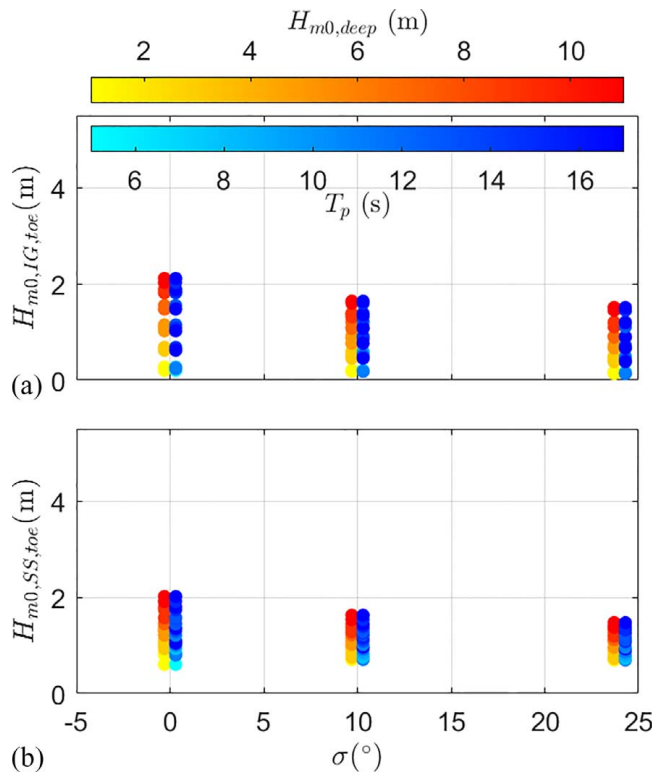 H_{m0,deep} (m)
2 4 6 8 10
6 8 10 12 14 16
T_p (s)
H_{m0,IG,toe}(m)
4
2
0
(a)
H_{m0,SS,toe}(m)
4
2
0
-5 0 5 10 15 20 25
(b)
σ(°)